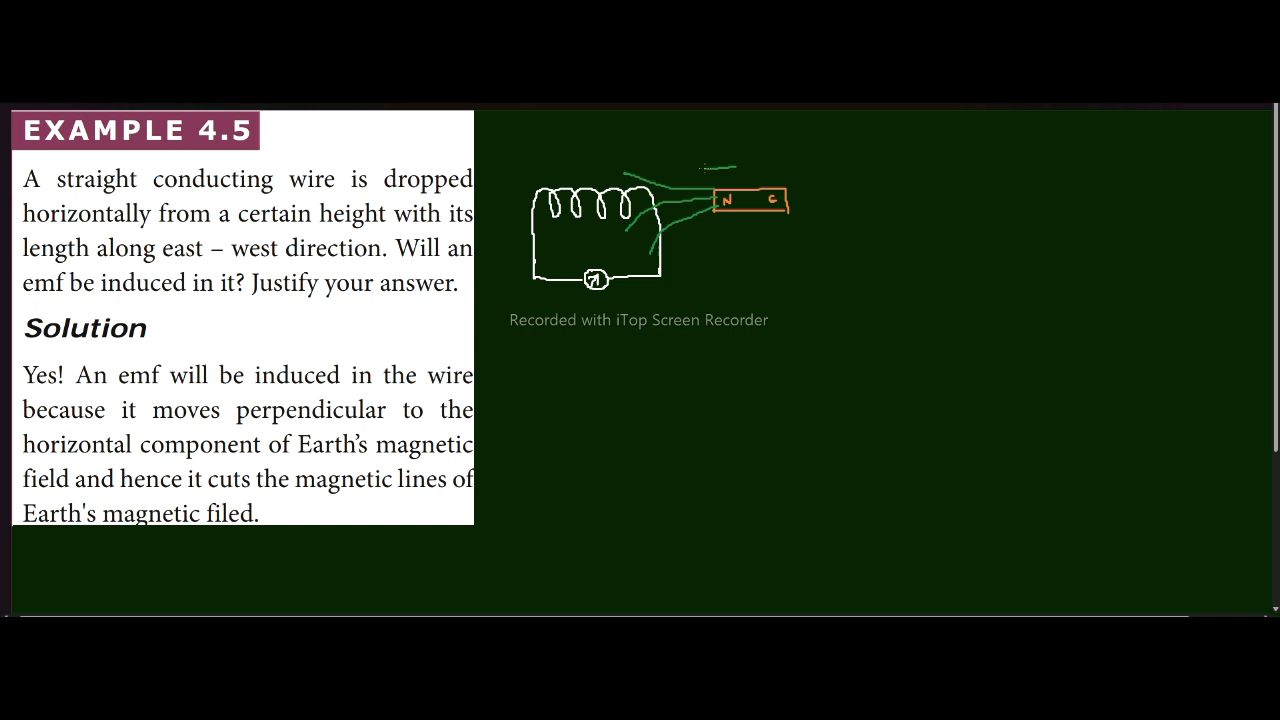 EXAMPLE 4.5
A straight conducting wire is dropped
horizontally from a certain height with its
length along east – west direction. Will an
emf be induced in it? Justify your answer.
Solution
Yes! An emf will be induced in the wire
because it moves perpendicular to the
horizontal component of Earth's magnetic
field and hence it cuts the magnetic lines of
Earth's magnetic filed.
N
Recorded with iTop Screen Recorder